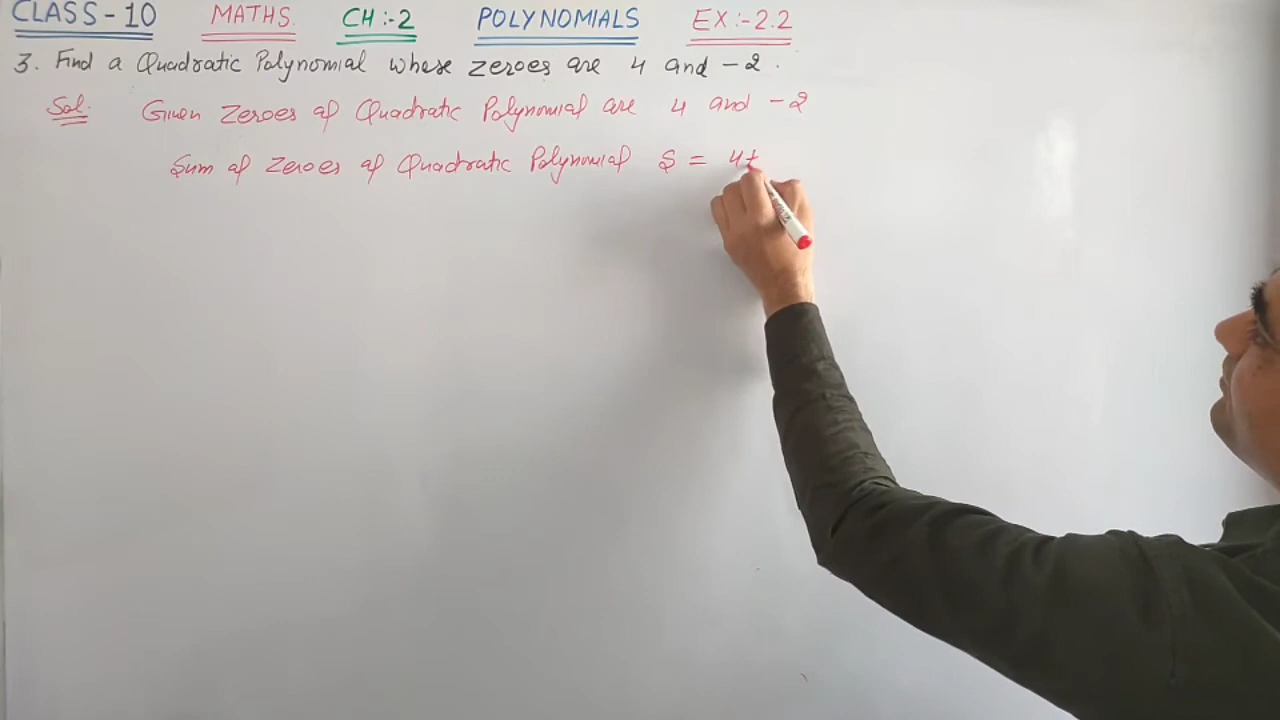 CLASS-10 MATHS. CH:-2 POLYNOMIALS EX:-2.2
3. Find a Quadratic Polynomial whose zeroes are 4 and -2.
Sol. Given Zeroes of Quadratic Polynomial are 4 and -2
Sum of Zeroes of Quadratic Polynomial S = 4+